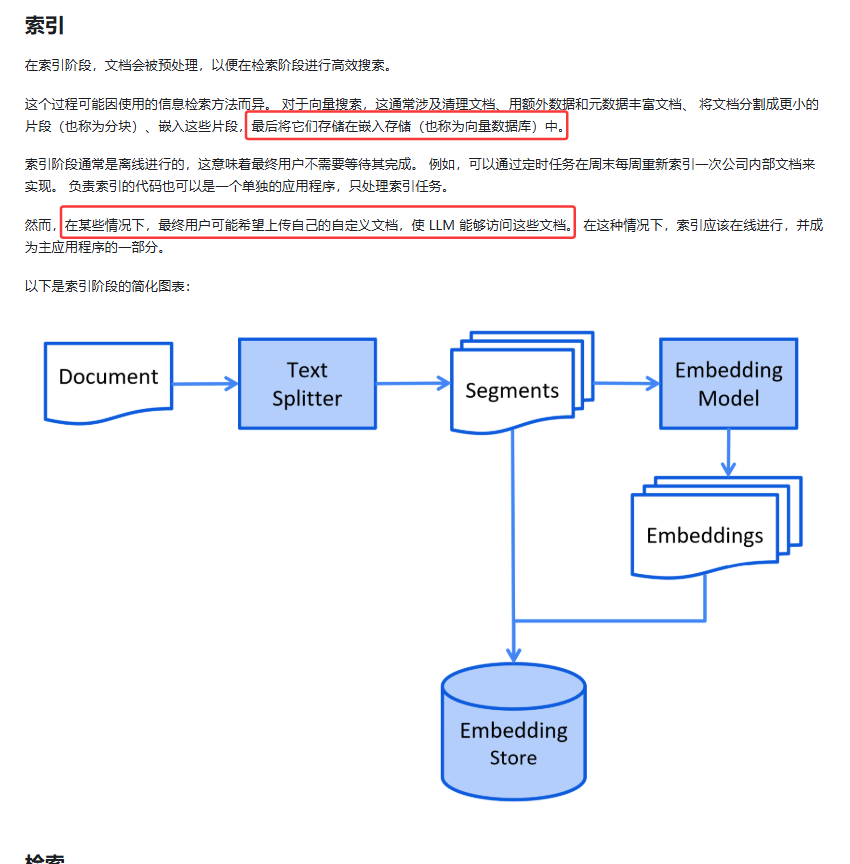 索引
在索引阶段，文档会被预处理，以便在检索阶段进行高效搜索。
这个过程可能因使用的信息检索方法而异。 对于向量搜索，这通常涉及清理文档、用额外数据和元数据丰富文档、 将文档分割成更小的
片段（也称为分块）、嵌入这些片段，最后将它们存储在嵌入存储（也称为向量数据库）中。
索引阶段通常是离线进行的，这意味着最终用户不需要等待其完成。 例如，可以通过定时任务在周末每周重新索引一次公司内部文档来
实现。 负责索引的代码也可以是一个单独的应用程序，只处理索引任务。
然而，在某些情况下，最终用户可能希望上传自己的自定义文档，使 LLM 能够访问这些文档。 在这种情况下，索引应该在线进行，并成
为主应用程序的一部分。
以下是索引阶段的简化图表：
Document
Text
Splitter
Segments
Embedding
Model
Embeddings
Embedding
Store
检索